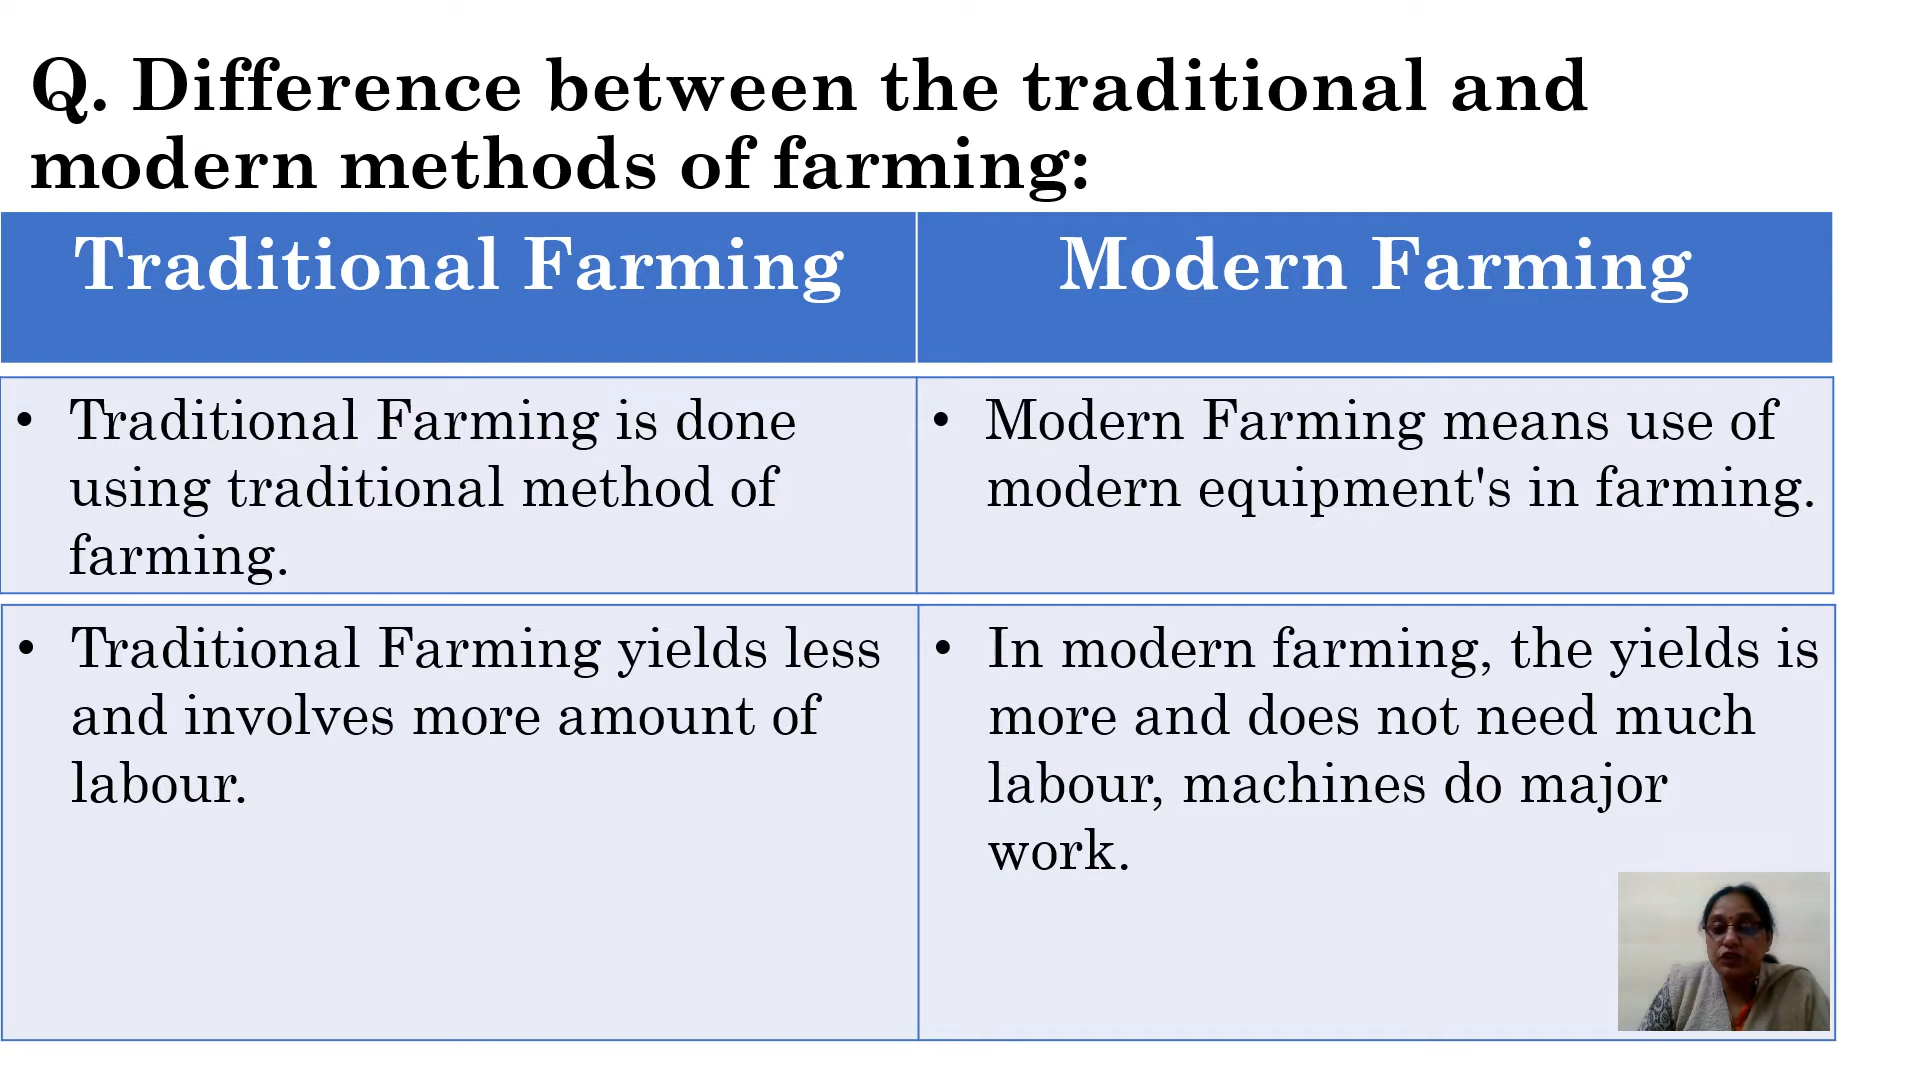 Q. Difference between the traditional and
modern methods of farming:
Traditional Farming
Modern Farming
• Traditional Farming is done
using traditional method of
farming.
• Modern Farming means use of
modern equipment's in farming.
• Traditional Farming yields less
and involves more amount of
labour.
• In modern farming, the yields is
more and does not need much
labour, machines do major
work.